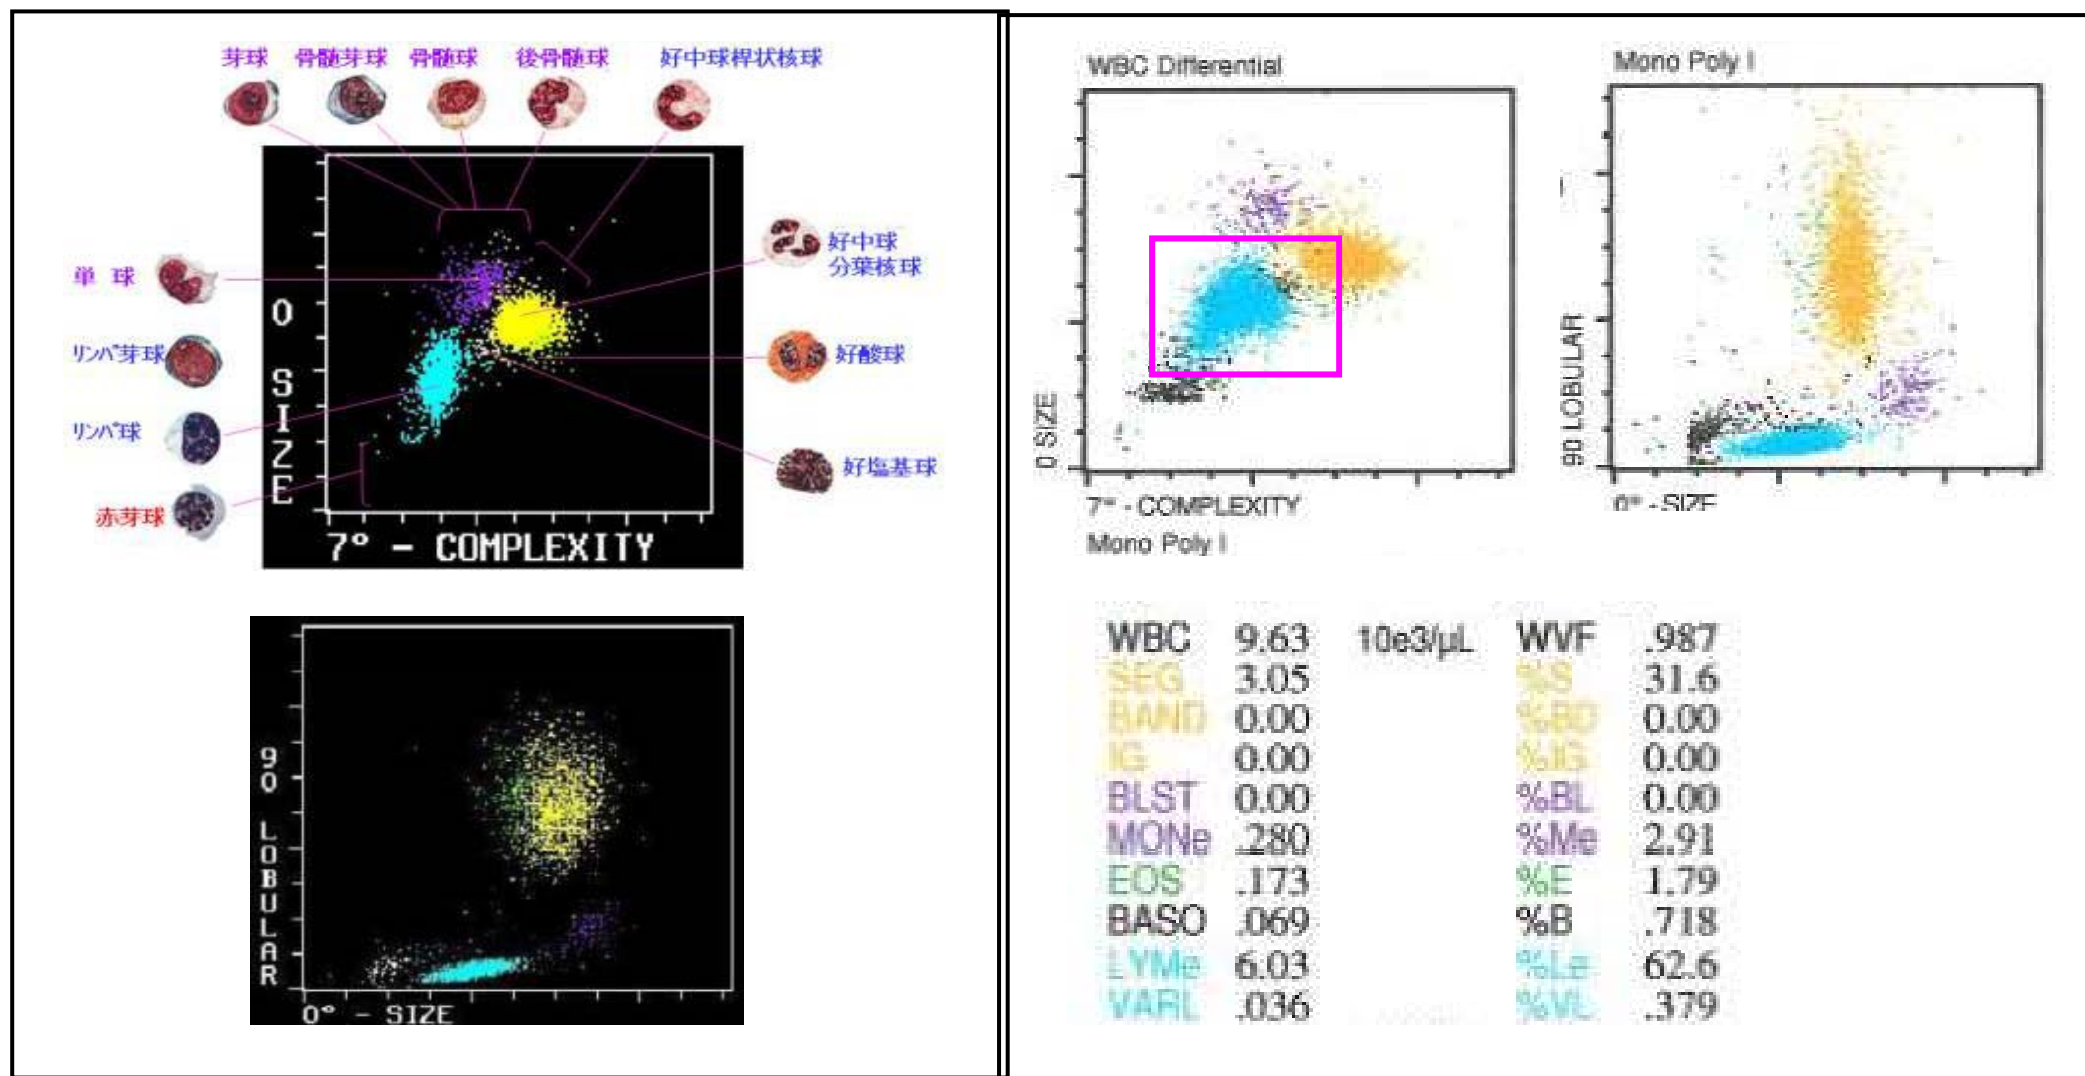 芽球 骨髄芽球 骨髄球 後骨髄球 好中球桿状核球
単 球
リンパ芽球
リンパ球
赤芽球
好中球
分葉核球
好酸球
好塩基球
0 SIZE
7° - COMPLEXITY
90 LOBULAR
0° - SIZE
WBC Differential
0 SIZE
7° - COMPLEXITY
Mono Poly I
90 LOBULAR
0° - SIZE
Mono Poly I
WBC 9.63 10e3/µL WVF .987
SEG 3.05 %S 31.6
BAND 0.00 %BD 0.00
IG 0.00 %IG 0.00
BLST 0.00 %BL 0.00
MONe .280 %Me 2.91
EOS .173 %E 1.79
BASO .069 %B .718
LYMe 6.03 %Le 62.6
VARL .036 %VL .379